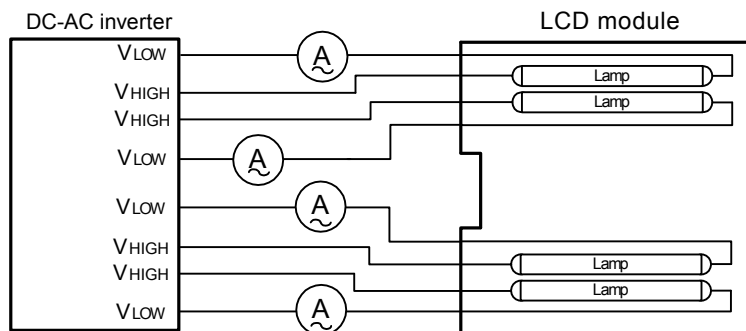 DC-AC inverter
LCD module
VLOW
A
VHIGH
Lamp
VHIGH
Lamp
VLOW
A
VLOW
A
VHIGH
Lamp
VHIGH
Lamp
VLOW
A